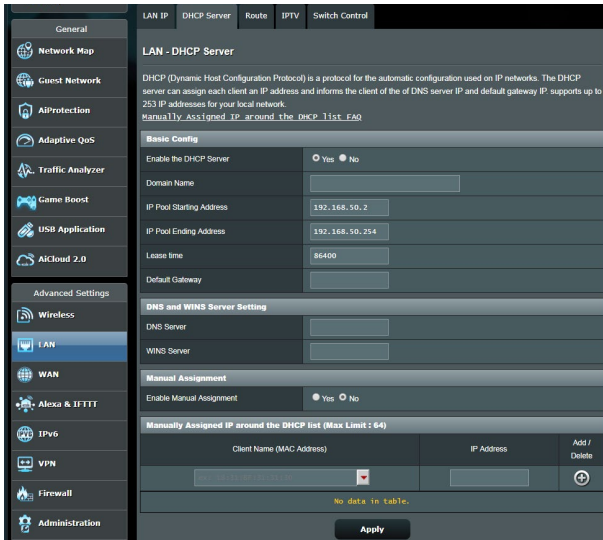 General
Network Map
Guest Network
AiProtection
Adaptive QoS
Traffic Analyzer
Game Boost
USB Application
AiCloud 2.0
Advanced Settings
Wireless
LAN
WAN
Alexa & IFTTT
IPv6
VPN
Firewall
Administration
LAN IP DHCP Server Route IPTV Switch Control
LAN - DHCP Server
DHCP (Dynamic Host Configuration Protocol) is a protocol for the automatic configuration used on IP networks. The DHCP
server can assign each client an IP address and informs the client of the of DNS server IP and default gateway IP. supports up to
253 IP addresses for your local network.
Manually Assigned IP around the DHCP list FAQ
Basic Config
Enable the DHCP Server Yes No
Domain Name
IP Pool Starting Address 192.168.50.2
IP Pool Ending Address 192.168.50.254
Lease time 86400
Default Gateway
DNS and WINS Server Setting
DNS Server
WINS Server
Manual Assignment
Enable Manual Assignment Yes No
Manually Assigned IP around the DHCP list (Max Limit : 64)
Client Name (MAC Address) IP Address Add /
Delete
No data in table.
Apply